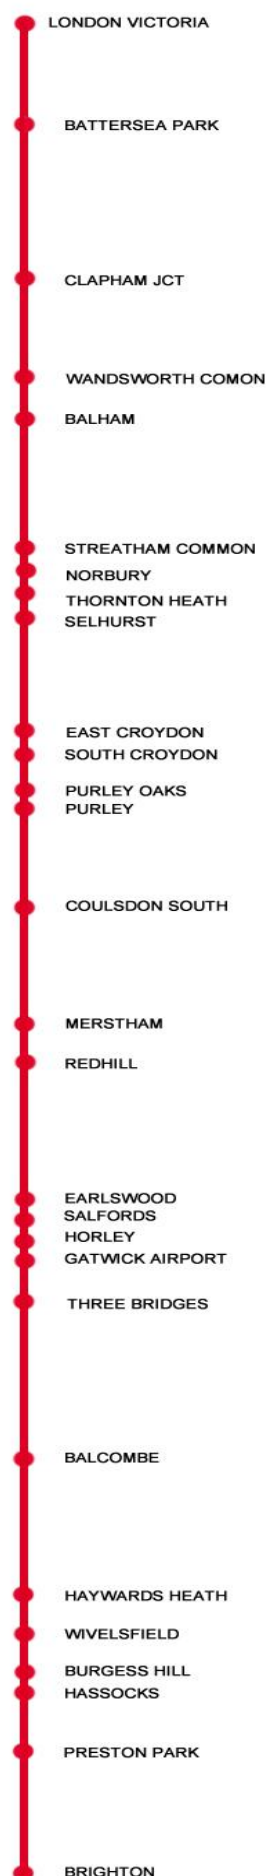 LONDON VICTORIA
BATTERSEA PARK
CLAPHAM JCT
WANDSWORTH COMON
BALHAM
STREATHAM COMMON
NORBURY
THORNTON HEATH
SELHURST
EAST CROYDON
SOUTH CROYDON
PURLEY OAKS
PURLEY
COULSDON SOUTH
MERSTHAM
REDHILL
EARLSWOOD
SALFORDS
HORLEY
GATWICK AIRPORT
THREE BRIDGES
BALCOMBE
HAYWARDS HEATH
WIVELSFIELD
BURGESS HILL
HASSOCKS
PRESTON PARK
BRIGHTON